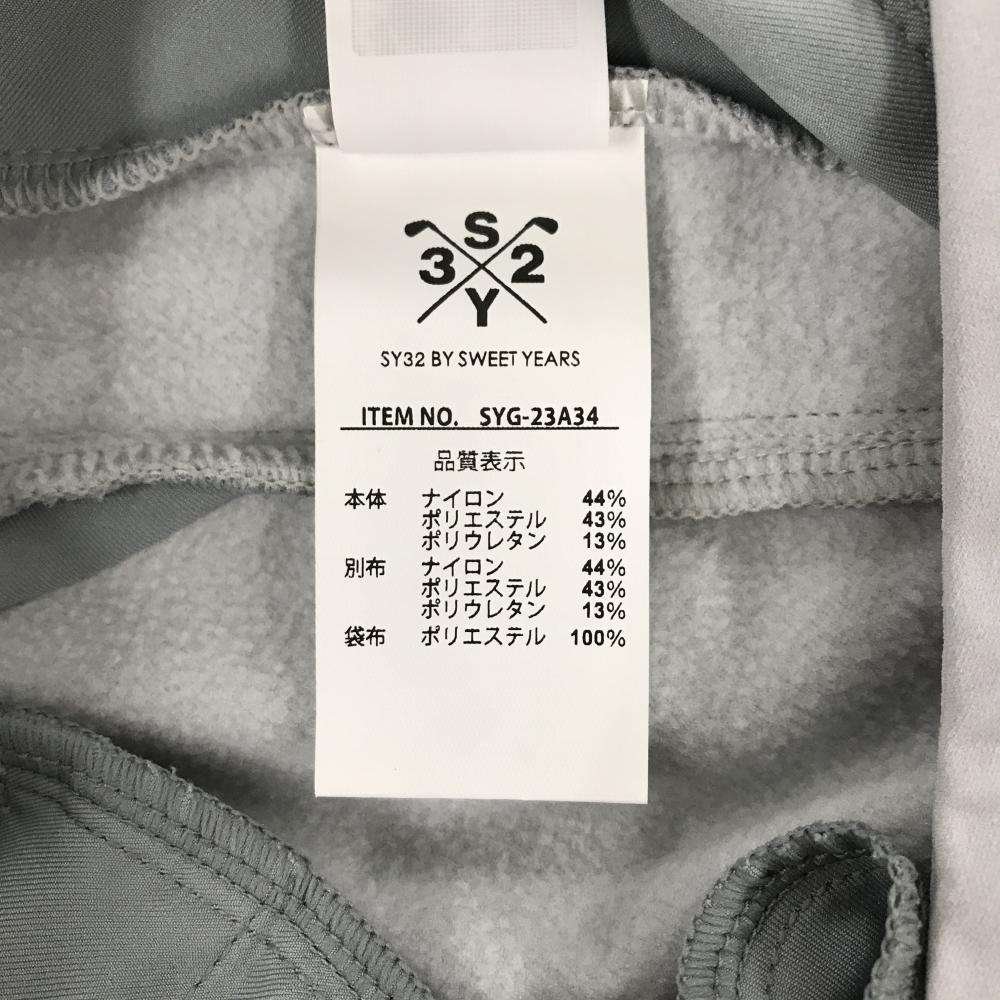 S
3 2
Y
SY32 BY SWEET YEARS
ITEM NO. SYG-23A34
品質表示
本体 ナイロン 44%
ポリエステル 43%
ポリウレタン 13%
別布 ナイロン 44%
ポリエステル 43%
ポリウレタン 13%
袋布 ポリエステル 100%